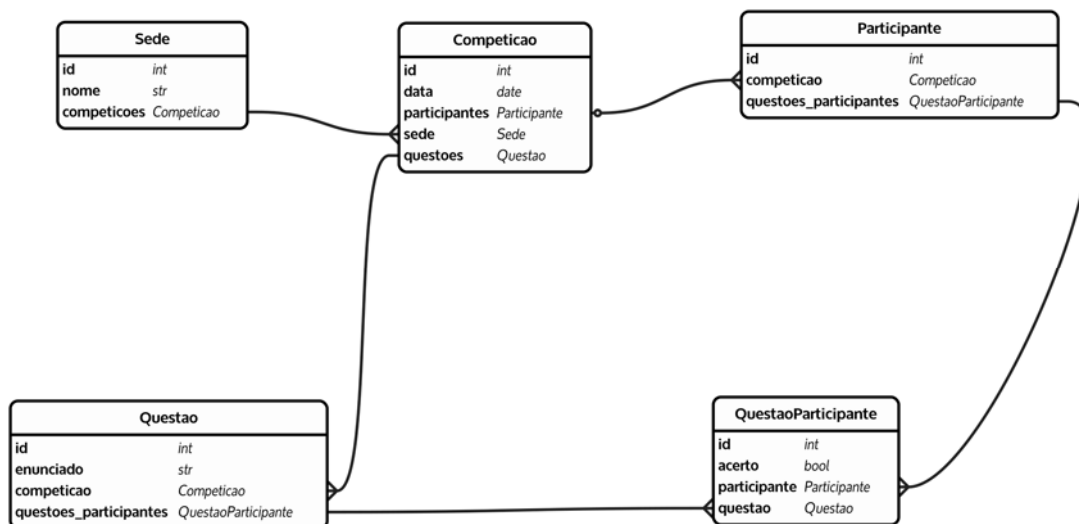 Sede
id int
nome str
competicoes Competicao
Competicao
id int
data date
participantes Participante
sede Sede
questoes Questao
Participante
id int
competicao Competicao
questoes_participantes QuestaoParticipante
Questao
id int
enunciado str
competicao Competicao
questoes_participantes QuestaoParticipante
QuestaoParticipante
id int
acerto bool
participante Participante
questao Questao